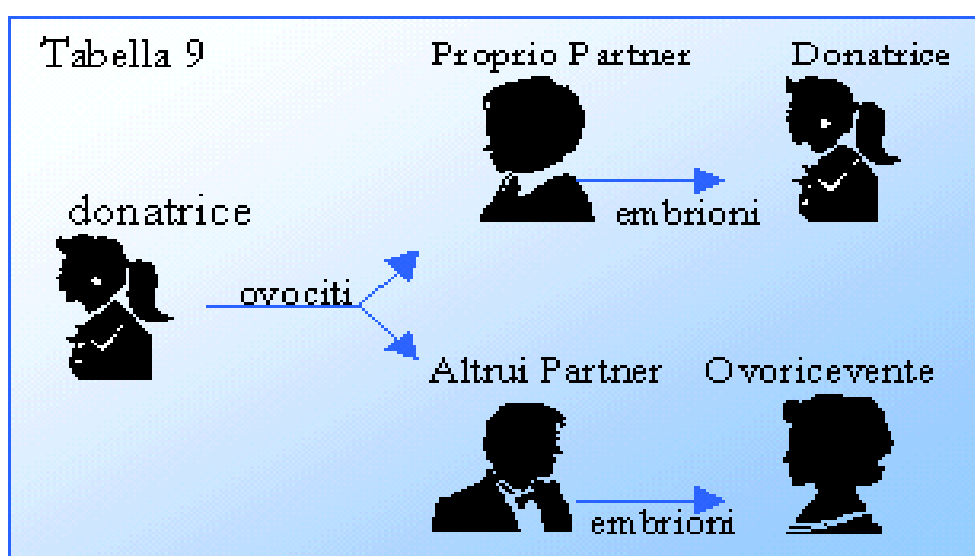 Tabella 9
Proprio Partner
Donatrice
embrioni
donatrice
ovociti
Altrui Partner
Ovoricevente
embrioni